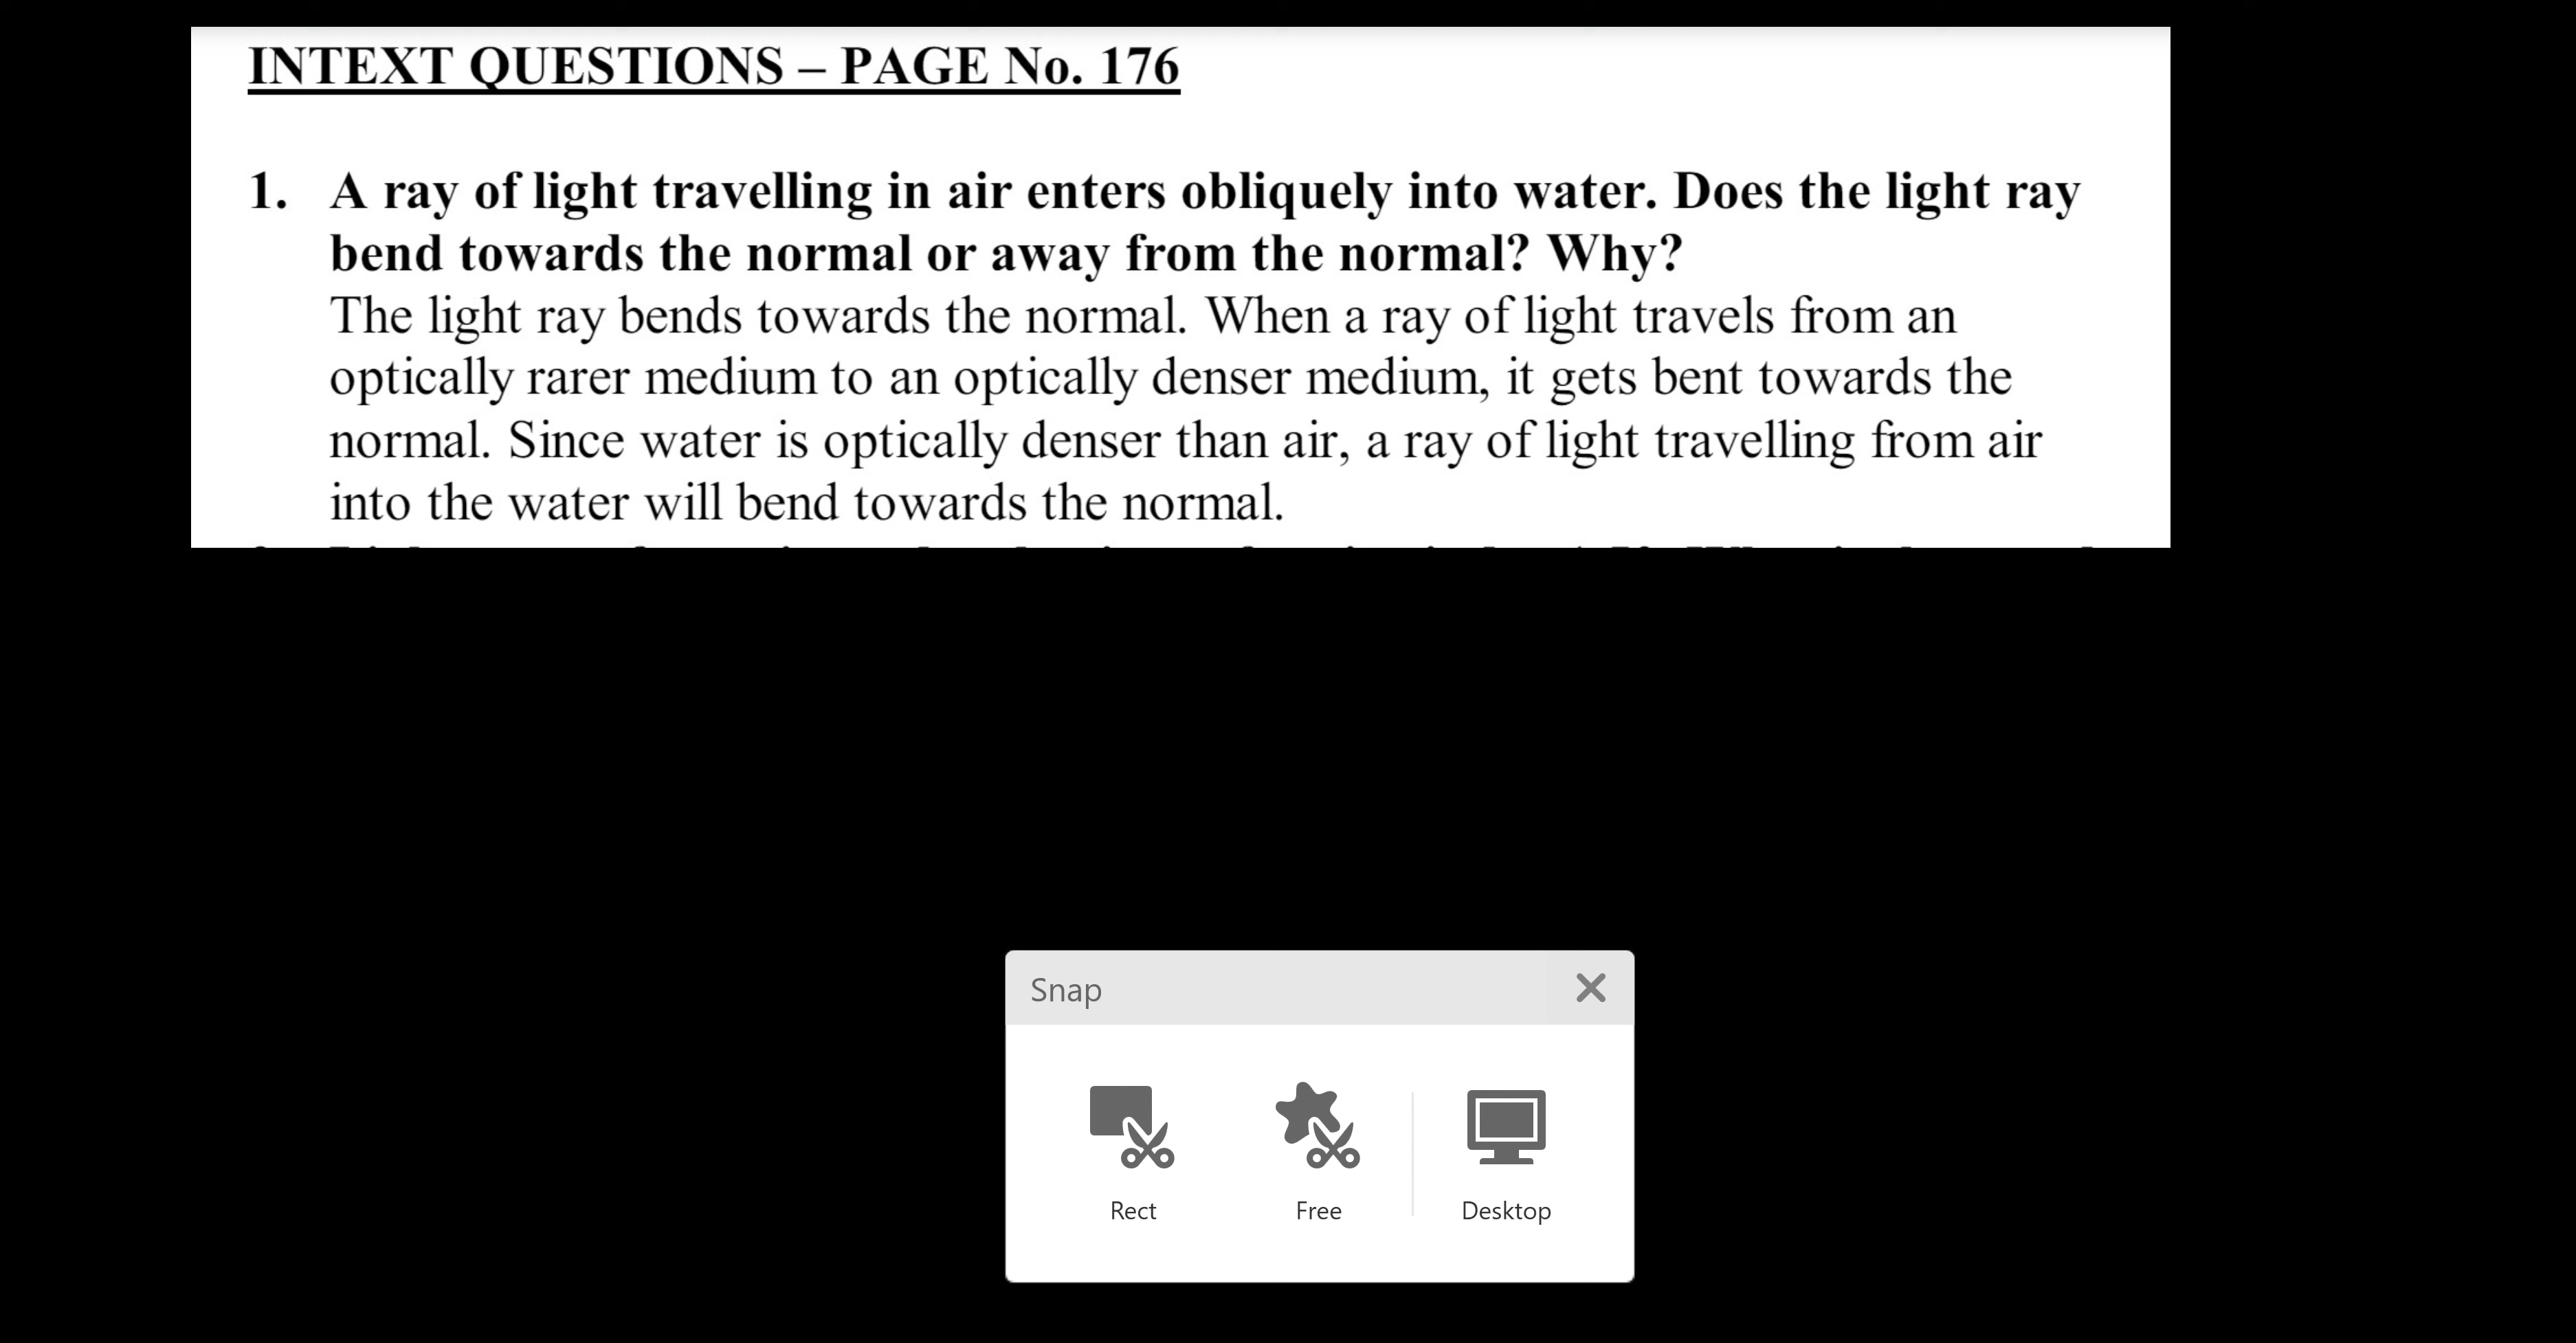 INTEXT QUESTIONS – PAGE No. 176
1. A ray of light travelling in air enters obliquely into water. Does the light ray
bend towards the normal or away from the normal? Why?
The light ray bends towards the normal. When a ray of light travels from an
optically rarer medium to an optically denser medium, it gets bent towards the
normal. Since water is optically denser than air, a ray of light travelling from air
into the water will bend towards the normal.
Snap
Rect Free Desktop